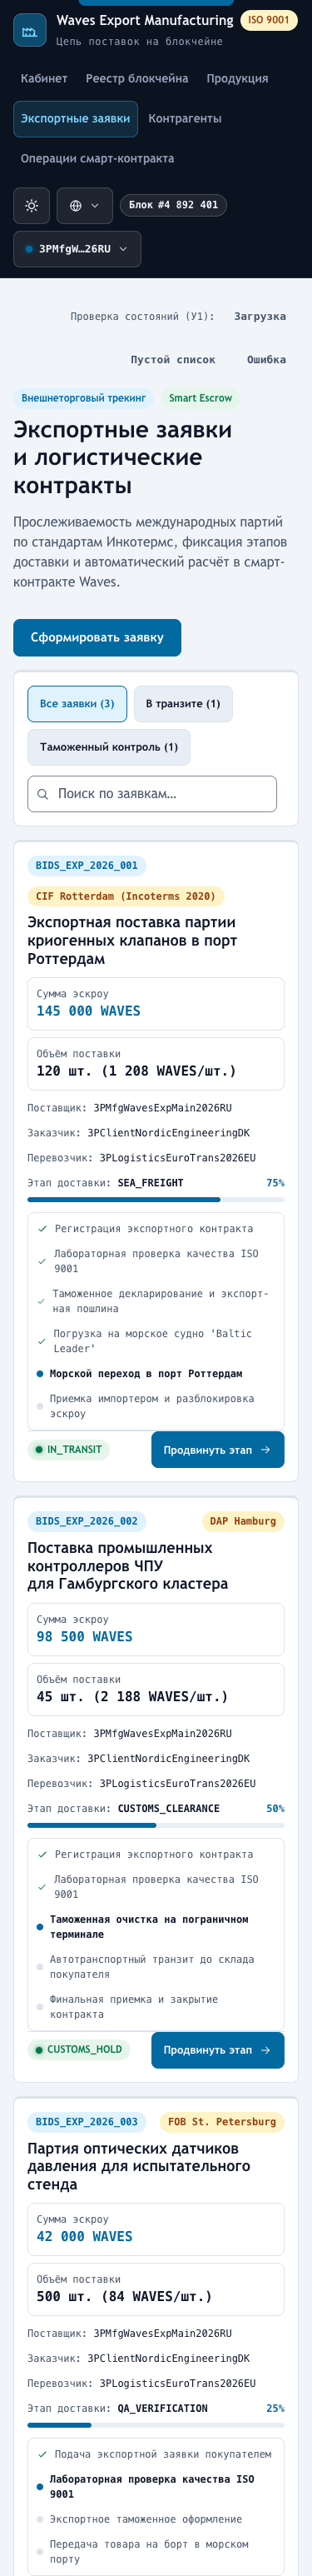 Waves Export Manufacturing
ISO 9001
Цепь поставок на блокчейне
Кабинет Реестр блокчейна Продукция
Экспортные заявки Контрагенты
Операции смарт-контракта
Блок #4 892 401
3PMfgW…26RU
Проверка состояний (У1): Загрузка
Пустой список Ошибка
Внешнеторговый трекинг Smart Escrow
Экспортные заявки
и логистические
контракты
Прослеживаемость международных партий
по стандартам Инкотермс, фиксация этапов
доставки и автоматический расчёт в смарт-
контракте Waves.
Сформировать заявку
Все заявки (3) В транзите (1)
Таможенный контроль (1)
Поиск по заявкам…
BIDS_EXP_2026_001
CIF Rotterdam (Incoterms 2020)
Экспортная поставка партии
криогенных клапанов в порт
Роттердам
Сумма эскроу
145 000 WAVES
Объём поставки
120 шт. (1 208 WAVES/шт.)
Поставщик: 3PMfgWavesExpMain2026RU
Заказчик: 3PClientNordicEngineeringDK
Перевозчик: 3PLogisticsEuroTrans2026EU
Этап доставки: SEA_FREIGHT 75%
Регистрация экспортного контракта
Лабораторная проверка качества ISO
9001
Таможенное декларирование и экспорт-
ная пошлина
Погрузка на морское судно 'Baltic
Leader'
Морской переход в порт Роттердам
Приемка импортером и разблокировка
эскроу
IN_TRANSIT Продвинуть этап →
BIDS_EXP_2026_002 DAP Hamburg
Поставка промышленных
контроллеров ЧПУ
для Гамбургского кластера
Сумма эскроу
98 500 WAVES
Объём поставки
45 шт. (2 188 WAVES/шт.)
Поставщик: 3PMfgWavesExpMain2026RU
Заказчик: 3PClientNordicEngineeringDK
Перевозчик: 3PLogisticsEuroTrans2026EU
Этап доставки: CUSTOMS_CLEARANCE 50%
Регистрация экспортного контракта
Лабораторная проверка качества ISO
9001
Таможенная очистка на пограничном
терминале
Автотранспортный транзит до склада
покупателя
Финальная приемка и закрытие
контракта
CUSTOMS_HOLD Продвинуть этап →
BIDS_EXP_2026_003 FOB St. Petersburg
Партия оптических датчиков
давления для испытательного
стенда
Сумма эскроу
42 000 WAVES
Объём поставки
500 шт. (84 WAVES/шт.)
Поставщик: 3PMfgWavesExpMain2026RU
Заказчик: 3PClientNordicEngineeringDK
Перевозчик: 3PLogisticsEuroTrans2026EU
Этап доставки: QA_VERIFICATION 25%
Подача экспортной заявки покупателем
Лабораторная проверка качества ISO
9001
Экспортное таможенное оформление
Передача товара на борт в морском
порту